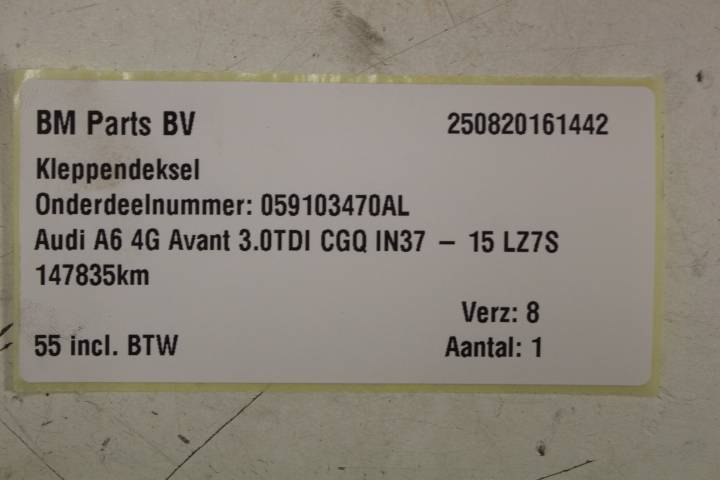 BM Parts BV 250820161442
Kleppendeksel
Onderdeelnummer: 059103470AL
Audi A6 4G Avant 3.0TDI CGQ IN37 – 15 LZ7S
147835km
Verz: 8
55 incl. BTW Aantal: 1